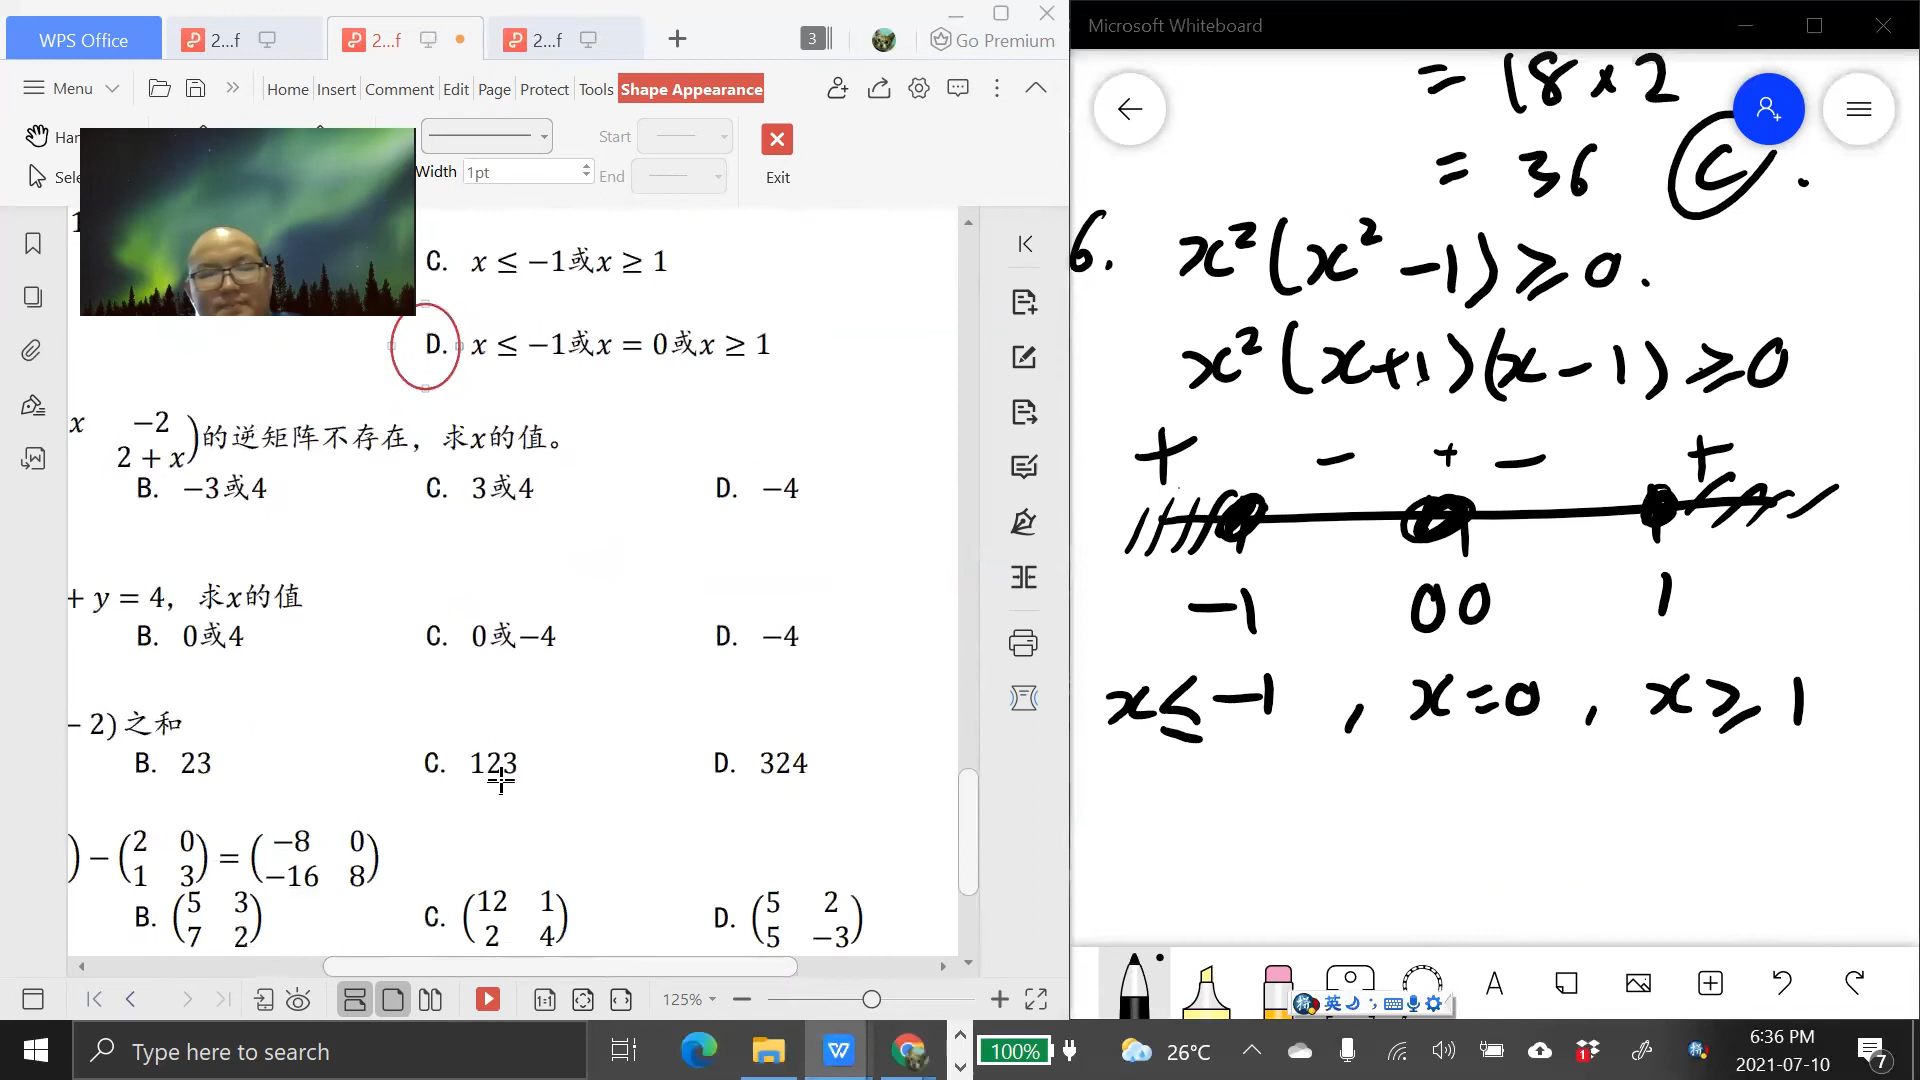 WPS Office
2...f
2...f
2...f
3
Go Premium
Menu
Home Insert Comment Edit Page Protect Tools Shape Appearance
Width 1pt
Start
End
Exit
C. x ≤ −1或x ≥ 1
D. x ≤ −1或x = 0或x ≥ 1
x −2
2 + x)的逆矩阵不存在，求x的值。
B. −3或4 C. 3或4 D. −4
+ y = 4，求x的值
B. 0或4 C. 0或−4 D. −4
− 2)之和
B. 23 C. 123 D. 324
) − (2 0 = (−8 0
1 3) −16 8)
B. (5 3 C. (12 1 D. (5 2
7 2) 2 4) 5 −3)
125%
Microsoft Whiteboard
= 18 × 2
= 36 C.
6. x²(x² − 1) ≥ 0.
x²(x+1)(x−1) ≥ 0
+ − + − +
−1 00 1
x ≤ −1 , x = 0 , x ≥ 1
英
Type here to search
100%
26°C
1
6:36 PM
2021-07-10
7